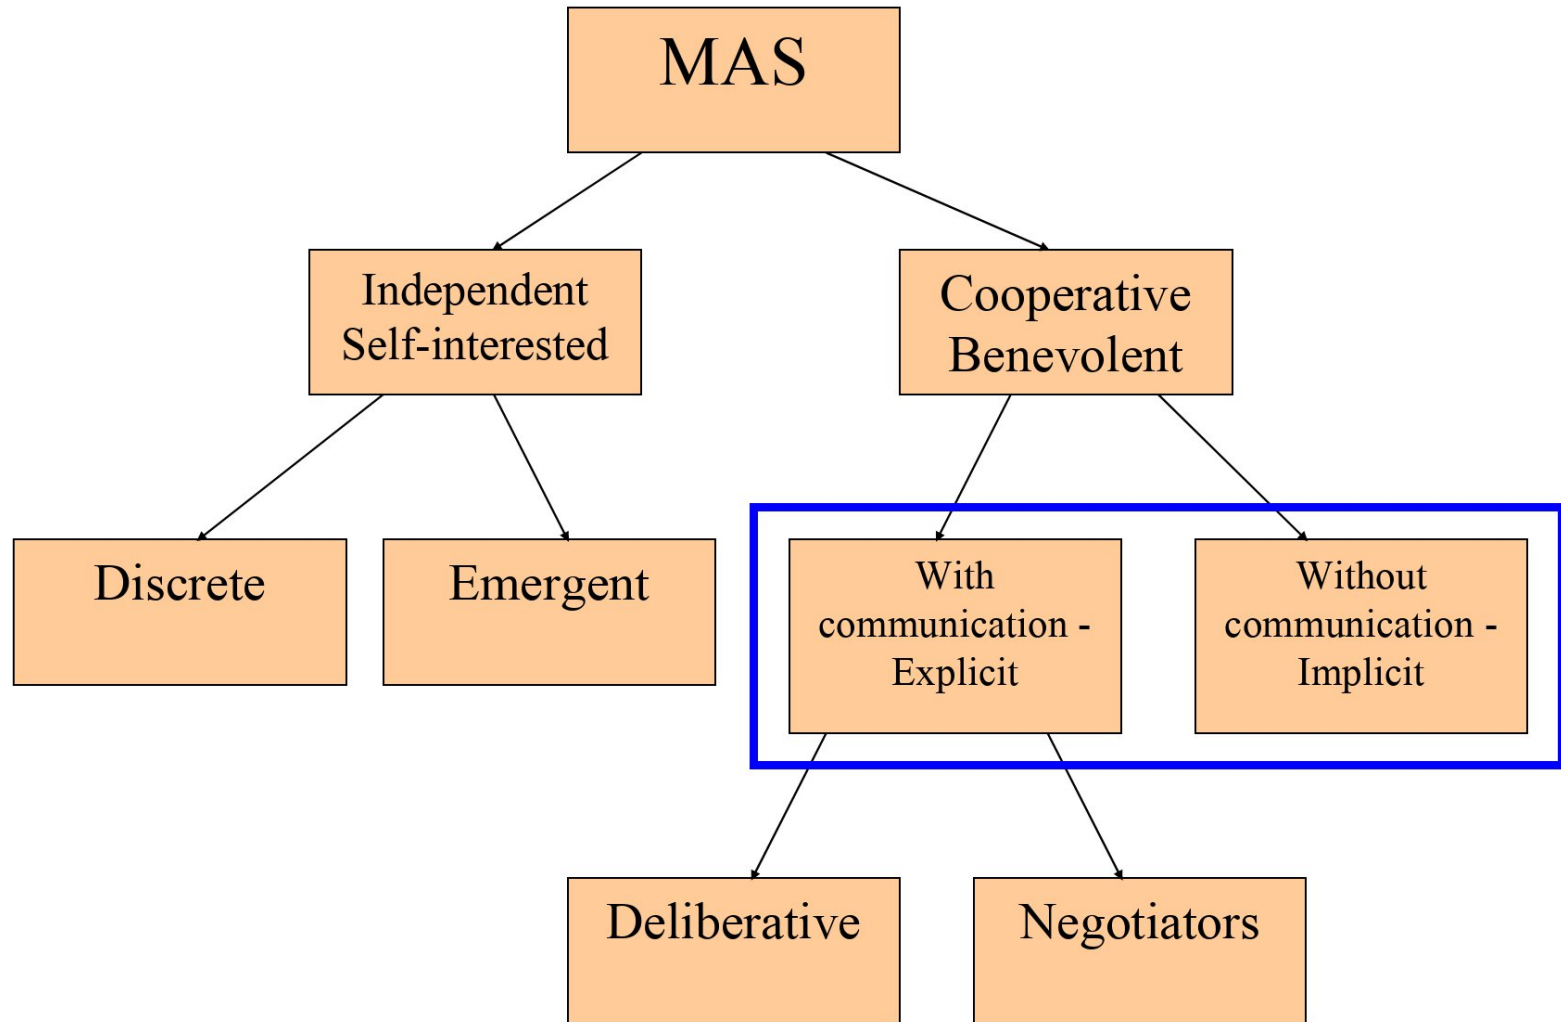 MAS
Independent
Self-interested
Cooperative
Benevolent
Discrete
Emergent
With
communication -
Explicit
Without
communication -
Implicit
Deliberative
Negotiators